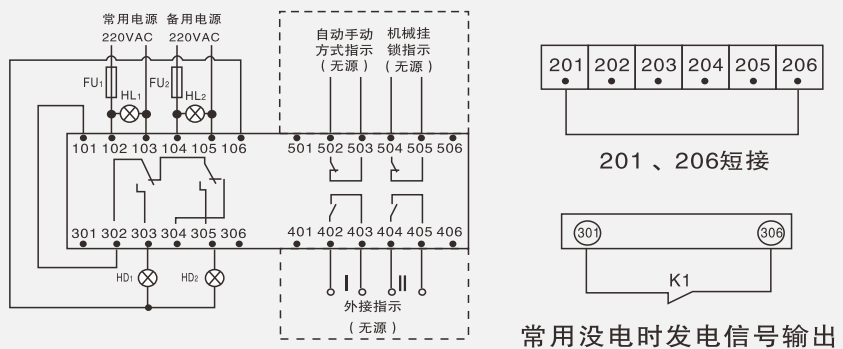 常用电源 备用电源
220VAC 220VAC
FU1 FU2
HL1 HL2
101 102 103 104 105 106
301 302 303 304 305 306
HD1 HD2
自动手动 机械挂
方式指示 锁指示
(无源) (无源)
501 502 503 504 505 506
401 402 403 404 405 406
I II
外接指示
(无源)
201 202 203 204 205 206
201、206短接
301 306
K1
常用没电时发电信号输出